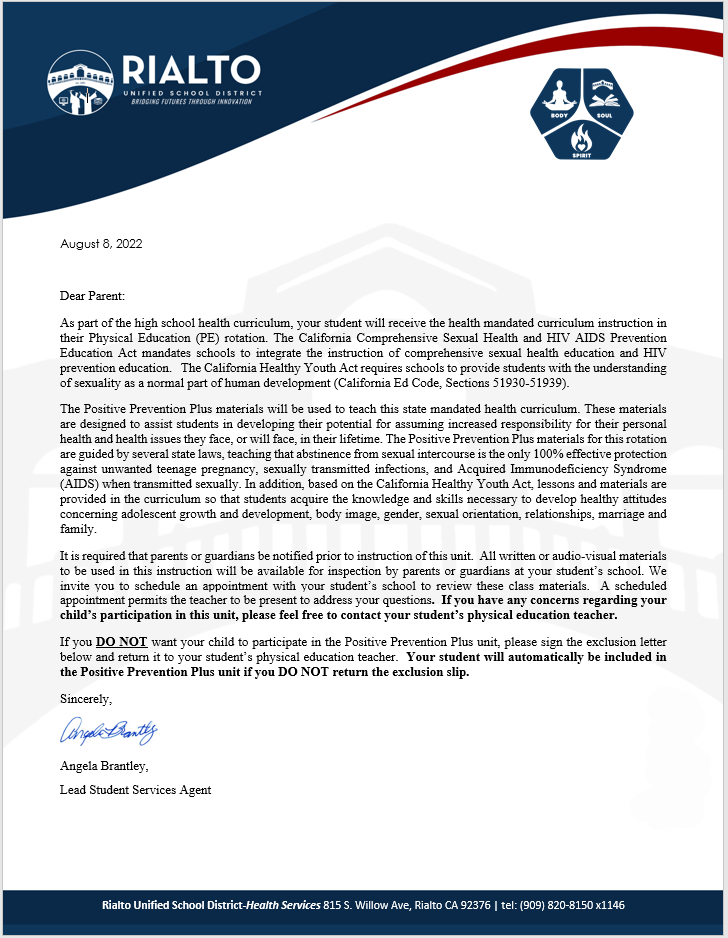 RIALTO
UNIFIED SCHOOL DISTRICT
BRIDGING FUTURES THROUGH INNOVATION
BODY
SOUL
SPIRIT
August 8, 2022
Dear Parent:
As part of the high school health curriculum, your student will receive the health mandated curriculum instruction in
their Physical Education (PE) rotation. The California Comprehensive Sexual Health and HIV AIDS Prevention
Education Act mandates schools to integrate the instruction of comprehensive sexual health education and HIV
prevention education. The California Healthy Youth Act requires schools to provide students with the understanding
of sexuality as a normal part of human development (California Ed Code, Sections 51930-51939).
The Positive Prevention Plus materials will be used to teach this state mandated health curriculum. These materials
are designed to assist students in developing their potential for assuming increased responsibility for their personal
health and health issues they face, or will face, in their lifetime. The Positive Prevention Plus materials for this rotation
are guided by several state laws, teaching that abstinence from sexual intercourse is the only 100% effective protection
against unwanted teenage pregnancy, sexually transmitted infections, and Acquired Immunodeficiency Syndrome
(AIDS) when transmitted sexually. In addition, based on the California Healthy Youth Act, lessons and materials are
provided in the curriculum so that students acquire the knowledge and skills necessary to develop healthy attitudes
concerning adolescent growth and development, body image, gender, sexual orientation, relationships, marriage and
family.
It is required that parents or guardians be notified prior to instruction of this unit. All written or audio-visual materials
to be used in this instruction will be available for inspection by parents or guardians at your student's school. We
invite you to schedule an appointment with your student's school to review these class materials. A scheduled
appointment permits the teacher to be present to address your questions. If you have any concerns regarding your
child's participation in this unit, please feel free to contact your student's physical education teacher.
If you DO NOT want your child to participate in the Positive Prevention Plus unit, please sign the exclusion letter
below and return it to your student's physical education teacher. Your student will automatically be included in
the Positive Prevention Plus unit if you DO NOT return the exclusion slip.
Sincerely,
Angela Brantley
Angela Brantley,
Lead Student Services Agent
Rialto Unified School District-Health Services 815 S. Willow Ave, Rialto CA 92376 | tel: (909) 820-8150 x1146